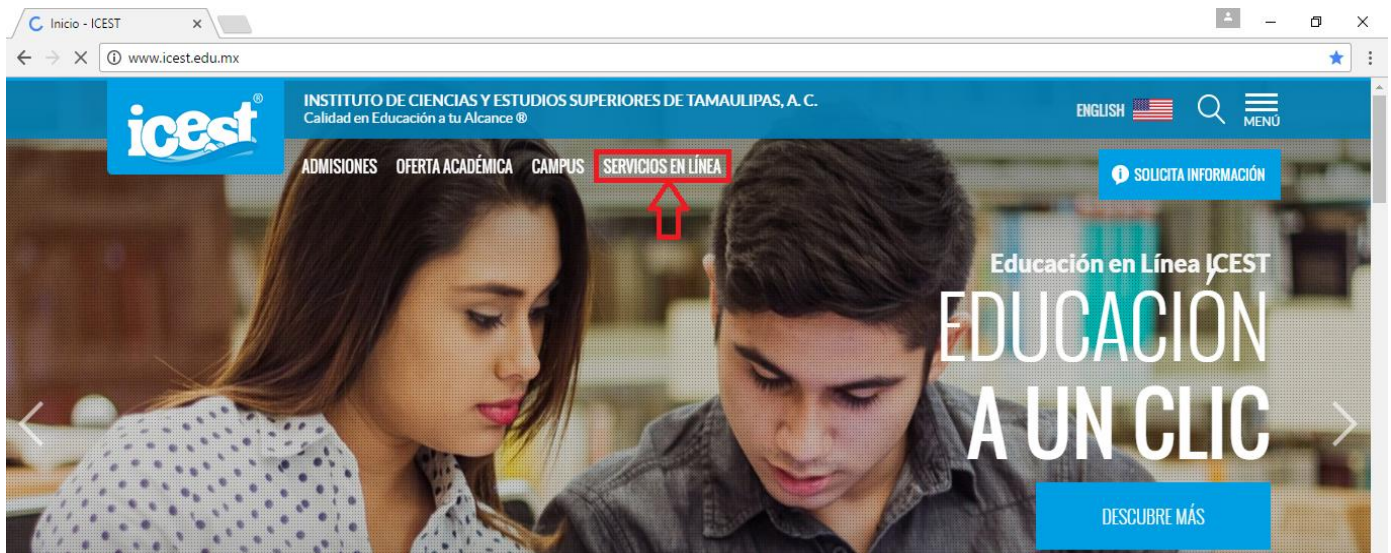 Inicio - ICEST
www.icest.edu.mx
icest®
INSTITUTO DE CIENCIAS Y ESTUDIOS SUPERIORES DE TAMAULIPAS, A. C.
Calidad en Educación a tu Alcance ®
ENGLISH
MENÚ
ADMISIONES OFERTA ACADÉMICA CAMPUS SERVICIOS EN LÍNEA
SOLICITA INFORMACIÓN
Educación en Línea ICEST
EDUCACIÓN
A UN CLIC
DESCUBRE MÁS